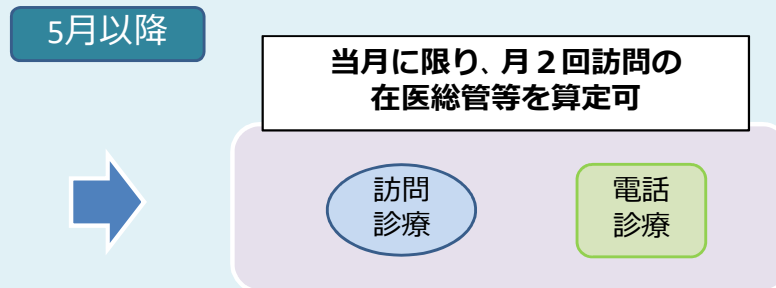 5月以降
当月に限り、月２回訪問の
在医総管等を算定可
訪問
診療
電話
診療